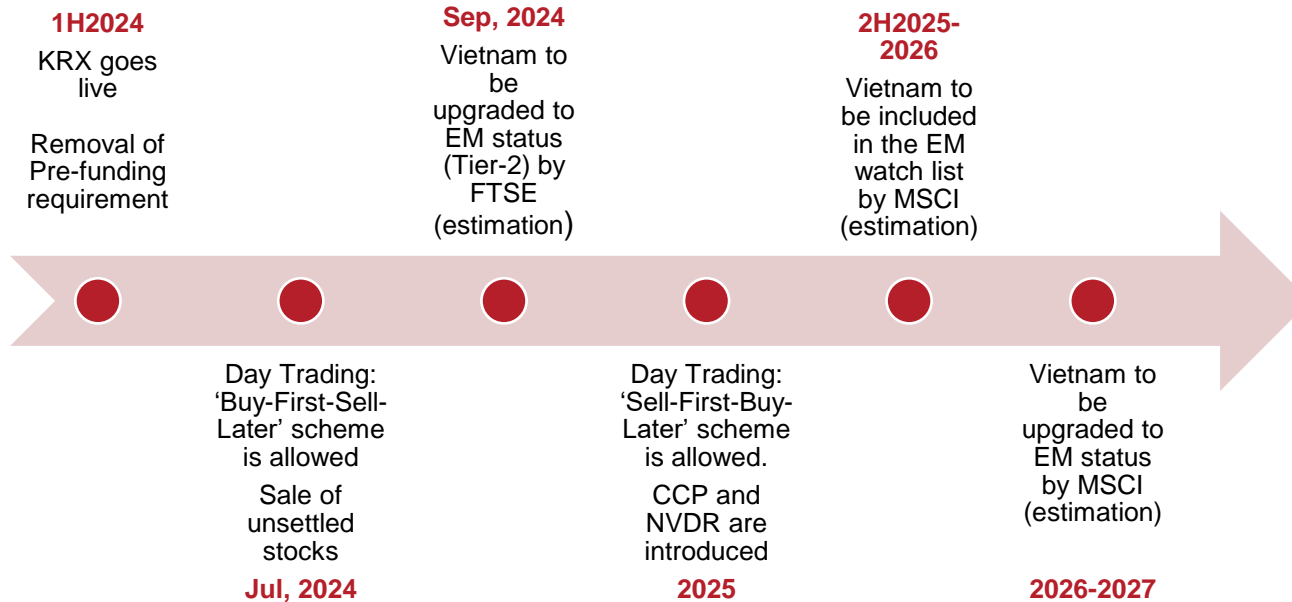 1H2024
KRX goes
live
Removal of
Pre-funding
requirement
Day Trading:
‘Buy-First-Sell-
Later’ scheme
is allowed
Sale of
unsettled
stocks
Jul, 2024
Sep, 2024
Vietnam to
be
upgraded to
EM status
(Tier-2) by
FTSE
(estimation)
Day Trading:
‘Sell-First-Buy-
Later’ scheme
is allowed.
CCP and
NVDR are
introduced
2025
2H2025-
2026
Vietnam to
be included
in the EM
watch list
by MSCI
(estimation)
Vietnam to
be
upgraded to
EM status
by MSCI
(estimation)
2026-2027